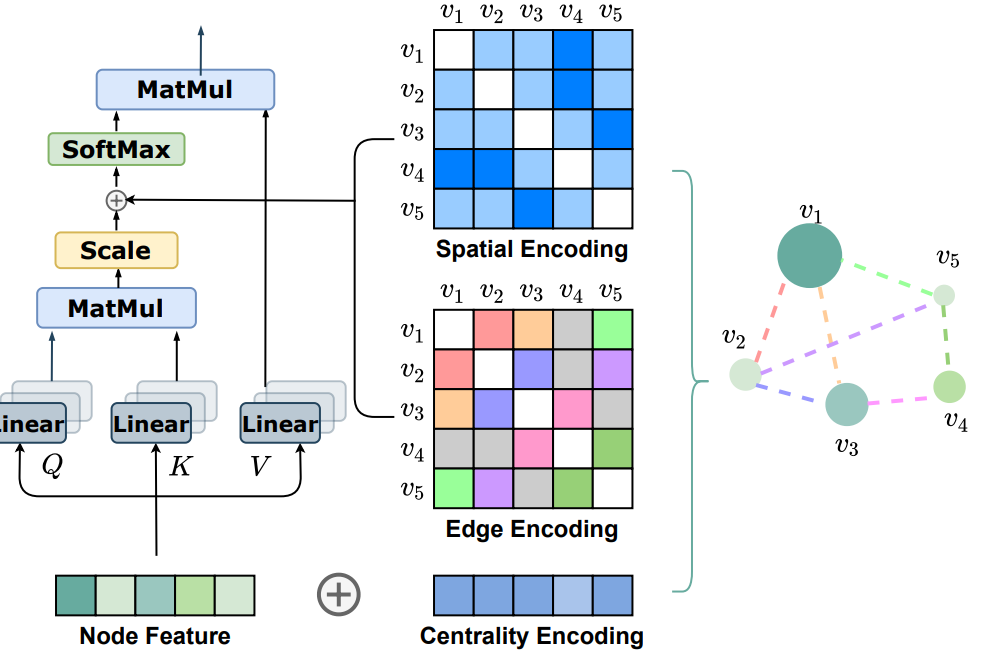 MatMul
SoftMax
+
Scale
MatMul
Linear Linear Linear
Q K V
Node Feature
+
v1 v2 v3 v4 v5
v1
v2
v3
v4
v5
Spatial Encoding
v1 v2 v3 v4 v5
v1
v2
v3
v4
v5
Edge Encoding
Centrality Encoding
v1
v5
v2
v4
v3